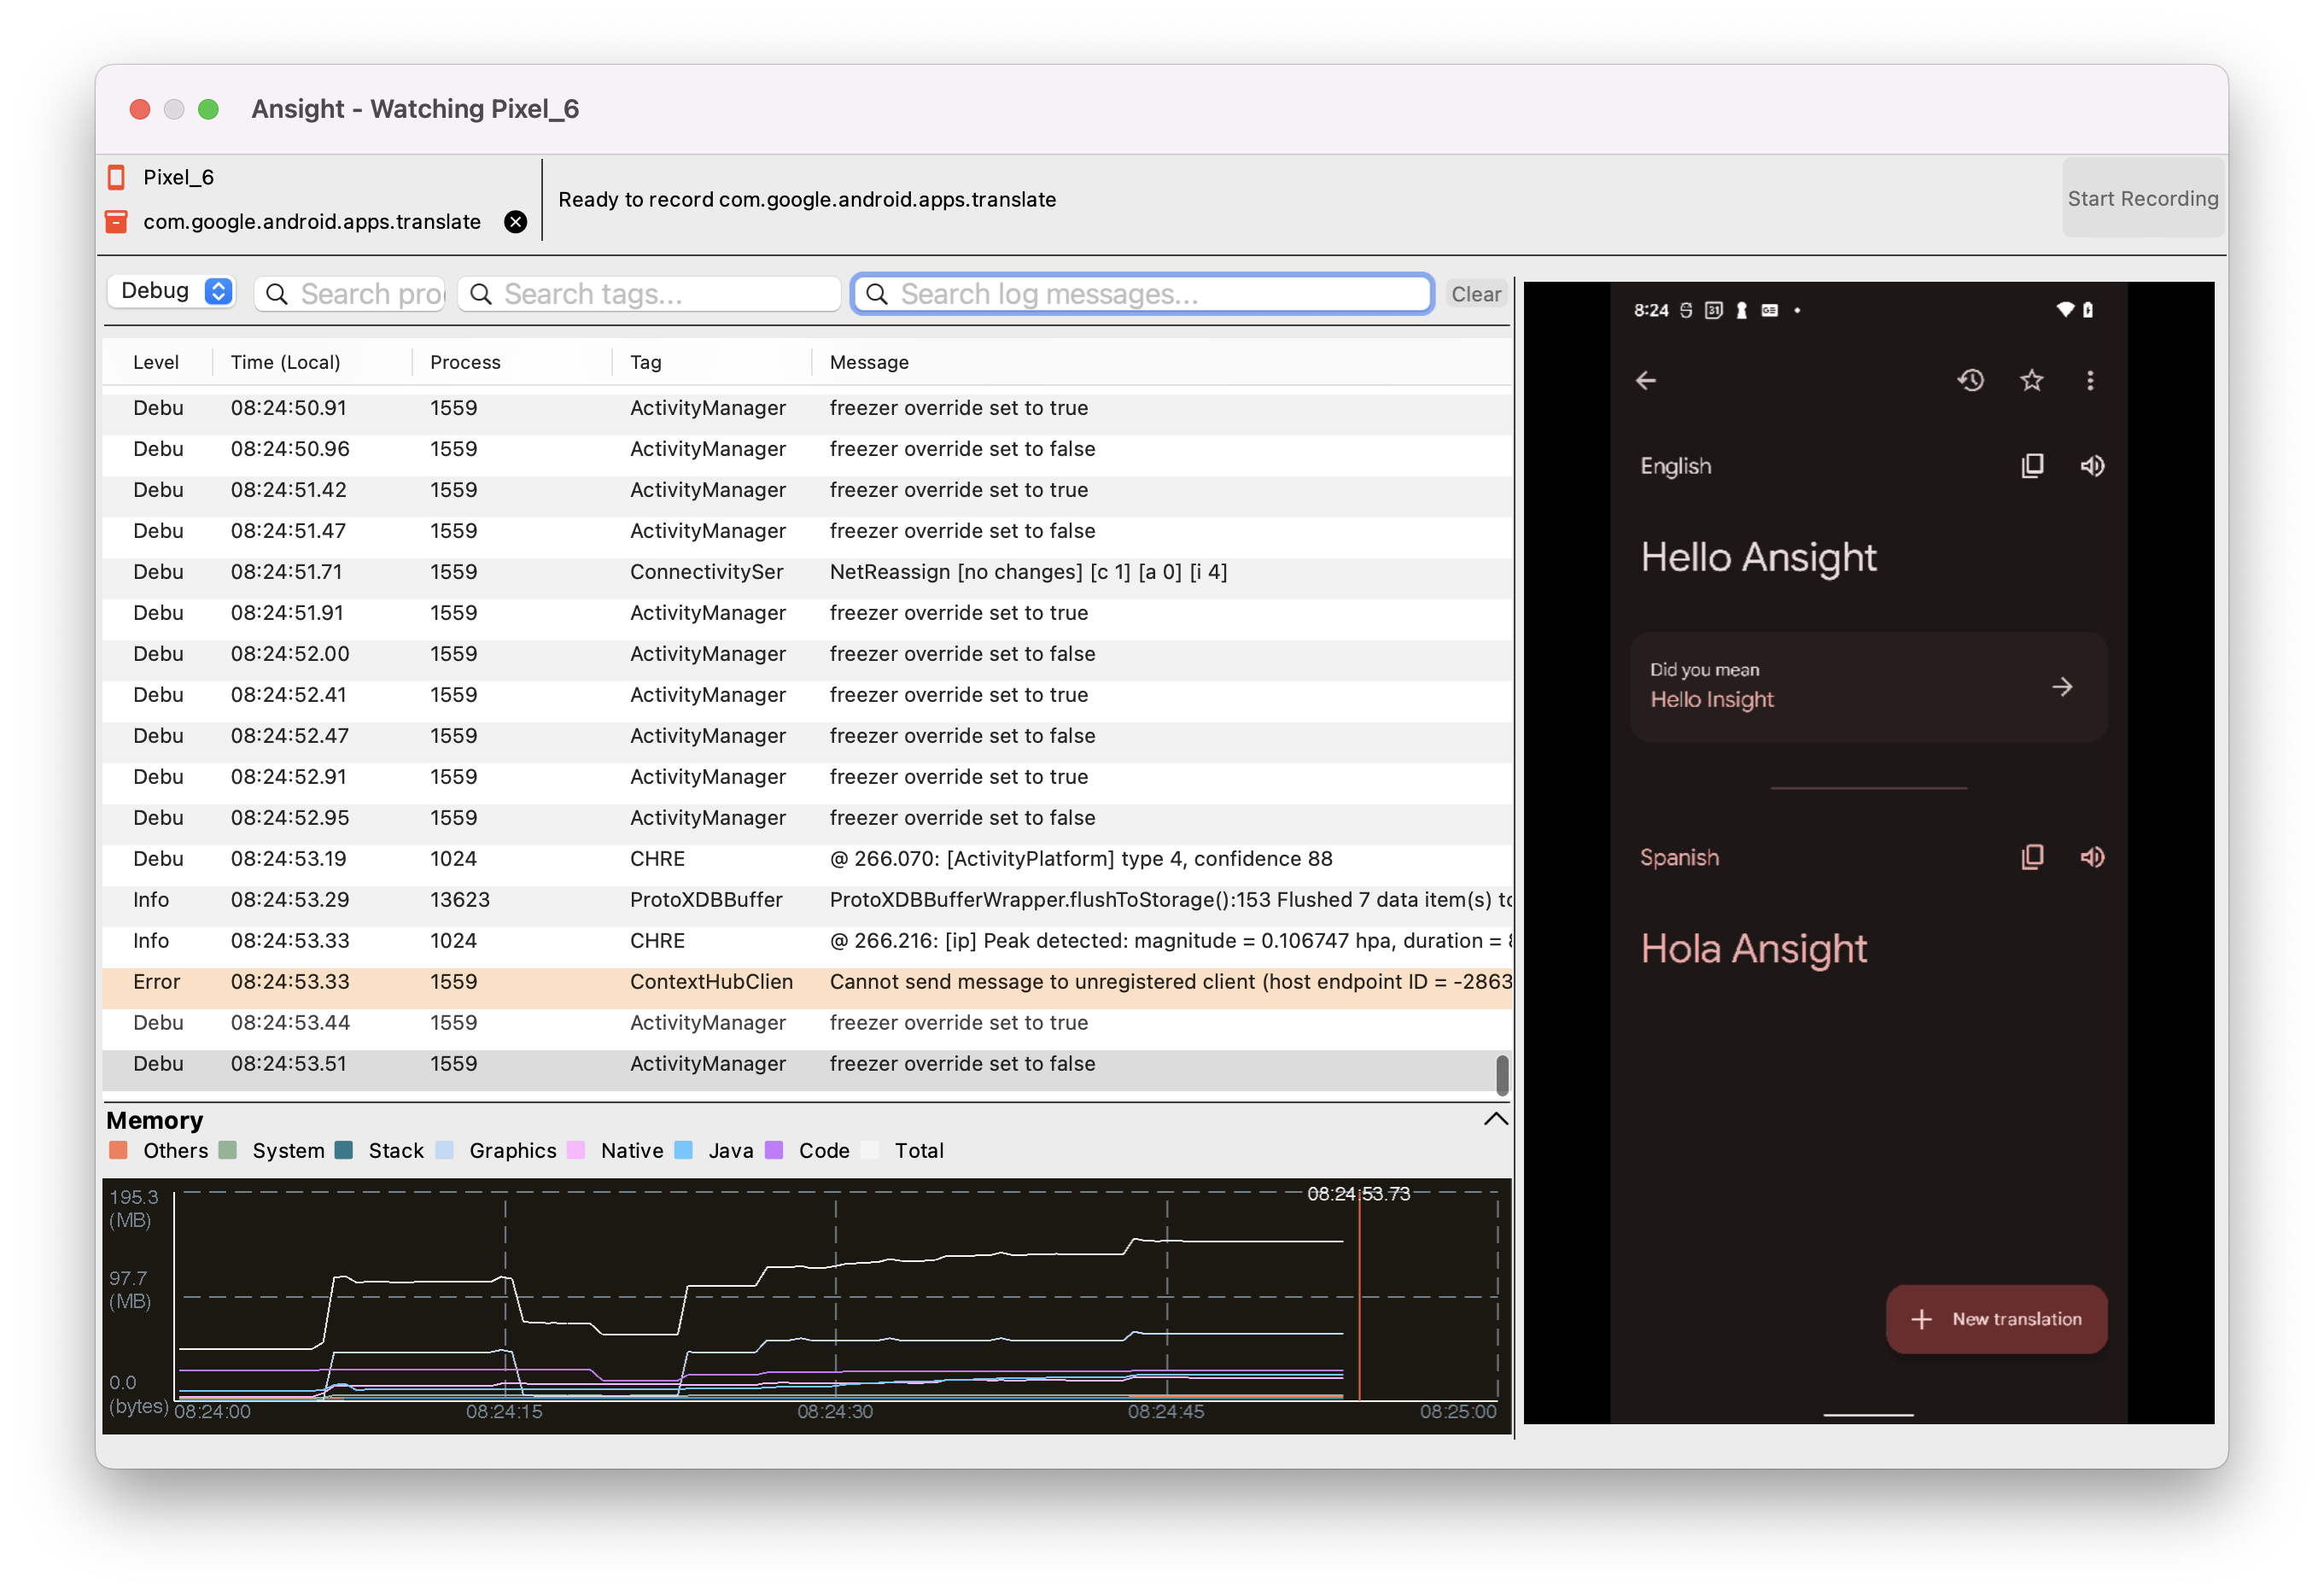 Ansight - Watching Pixel_6
Pixel_6
com.google.android.apps.translate
Ready to record com.google.android.apps.translate
Start Recording
Debug
Search pro
Search tags...
Search log messages...
Clear
Level Time (Local) Process Tag Message
Debu 08:24:50.91 1559 ActivityManager freezer override set to true
Debu 08:24:50.96 1559 ActivityManager freezer override set to false
Debu 08:24:51.42 1559 ActivityManager freezer override set to true
Debu 08:24:51.47 1559 ActivityManager freezer override set to false
Debu 08:24:51.71 1559 ConnectivitySer NetReassign [no changes] [c 1] [a 0] [i 4]
Debu 08:24:51.91 1559 ActivityManager freezer override set to true
Debu 08:24:52.00 1559 ActivityManager freezer override set to false
Debu 08:24:52.41 1559 ActivityManager freezer override set to true
Debu 08:24:52.47 1559 ActivityManager freezer override set to false
Debu 08:24:52.91 1559 ActivityManager freezer override set to true
Debu 08:24:52.95 1559 ActivityManager freezer override set to false
Debu 08:24:53.19 1024 CHRE @ 266.070: [ActivityPlatform] type 4, confidence 88
Info 08:24:53.29 13623 ProtoXDBBuffer ProtoXDBBufferWrapper.flushToStorage():153 Flushed 7 data item(s) to
Info 08:24:53.33 1024 CHRE @ 266.216: [ip] Peak detected: magnitude = 0.106747 hpa, duration =
Error 08:24:53.33 1559 ContextHubClien Cannot send message to unregistered client (host endpoint ID = -2863
Debu 08:24:53.44 1559 ActivityManager freezer override set to true
Debu 08:24:53.51 1559 ActivityManager freezer override set to false
Memory
Others System Stack Graphics Native Java Code Total
195.3
(MB)
97.7
(MB)
0.0
(bytes)
08:24:53.73
08:24:00 08:24:15 08:24:30 08:24:45 08:25:00
8:24
31
English
Hello Ansight
Did you mean
Hello Insight
Spanish
Hola Ansight
New translation